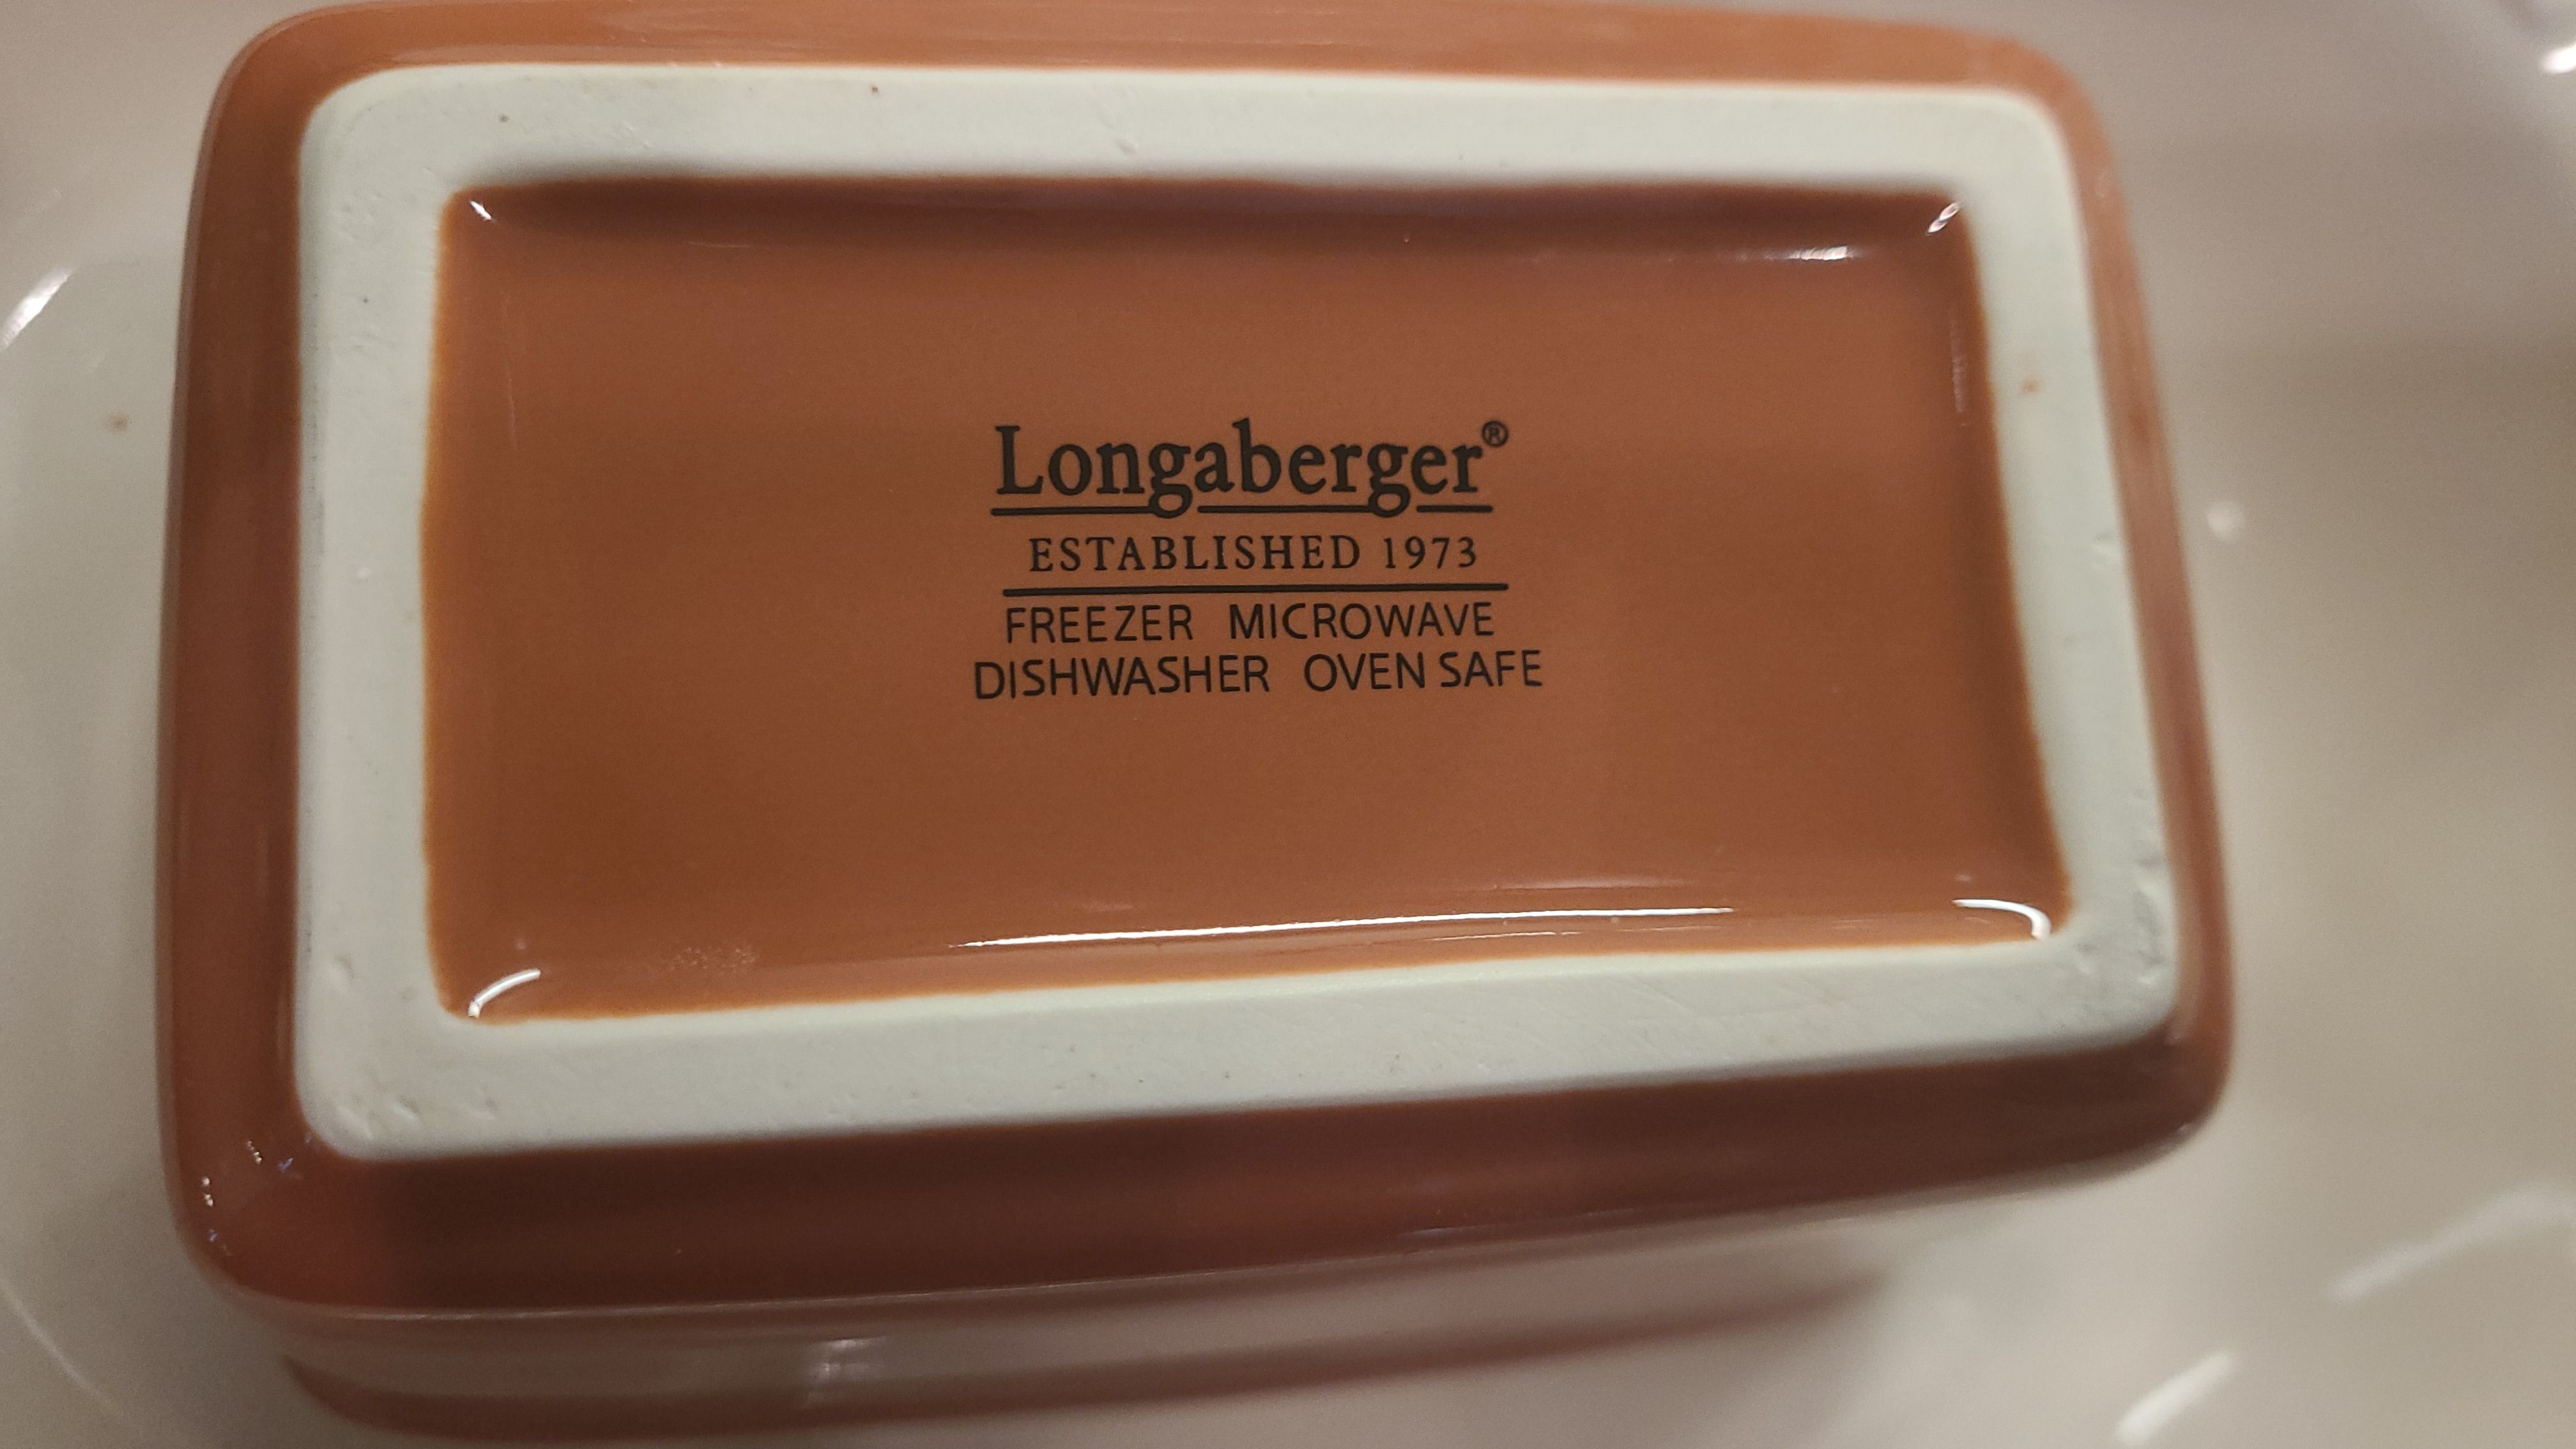 Longaberger®
ESTABLISHED 1973
FREEZER MICROWAVE
DISHWASHER OVEN SAFE